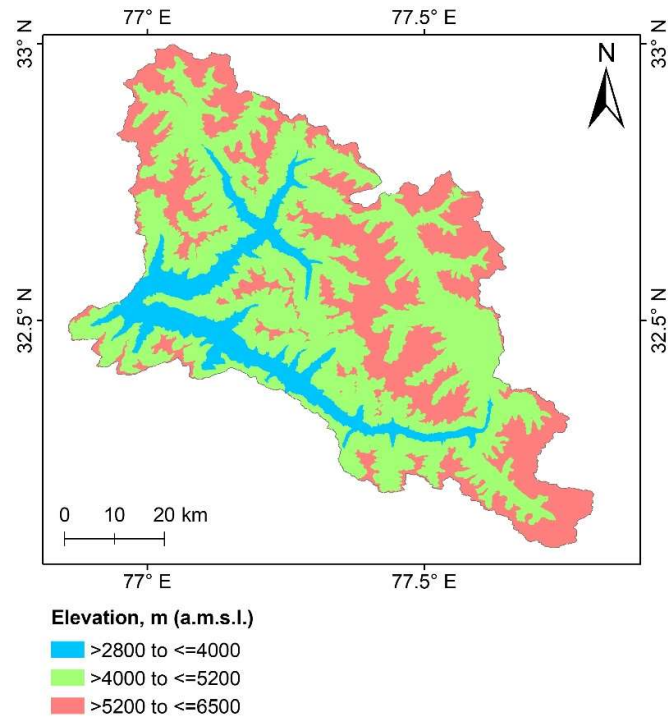 77° E 77.5° E
33° N 33° N
N
32.5° N 32.5° N
0 10 20 km
77° E 77.5° E
Elevation, m (a.m.s.l.)
>2800 to <=4000
>4000 to <=5200
>5200 to <=6500